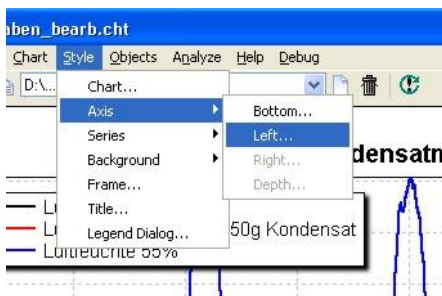 aben_bearb.cht
Chart Style Objects Analyze Help Debug
D:\...
Chart...
Axis
Series
Background
Frame...
Title...
Legend Dialog...
Bottom...
Left...
Right...
Depth...
densatm
50g Kondensat
Luftfeuchte 55%